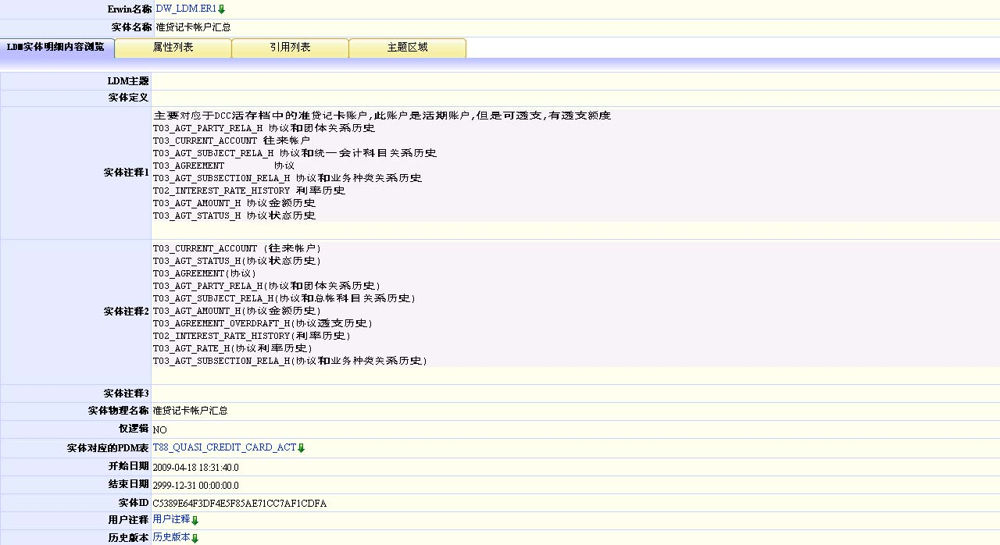 Erwin名称 DW_LDM.ER1
实体名称 准贷记卡帐户汇总
LDM实体明细内容浏览 属性列表 引用列表 主题区域
LDM主题
实体定义
实体注释1
主要对应于DCC活存档中的准贷记卡账户,此账户是活期账户,但是可透支,有透支额度
T03_AGT_PARTY_RELA_H 协议和团体关系历史
T03_CURRENT_ACCOUNT 往来帐户
T03_AGT_SUBJECT_RELA_H 协议和统一会计科目关系历史
T03_AGREEMENT 协议
T03_AGT_SUBSECTION_RELA_H 协议和业务种类关系历史
T02_INTEREST_RATE_HISTORY 利率历史
T03_AGT_AMOUNT_H 协议金额历史
T03_AGT_STATUS_H 协议状态历史
实体注释2
T03_CURRENT_ACCOUNT (往来帐户)
T03_AGT_STATUS_H(协议状态历史)
T03_AGREEMENT(协议)
T03_AGT_PARTY_RELA_H(协议和团体关系历史)
T03_AGT_SUBJECT_RELA_H(协议和总帐科目关系历史)
T03_AGT_AMOUNT_H(协议金额历史)
T03_AGREEMENT_OVERDRAFT_H(协议透支历史)
T02_INTEREST_RATE_HISTORY(利率历史)
T03_AGT_RATE_H(协议利率历史)
T03_AGT_SUBSECTION_RELA_H(协议和业务种类关系历史)
实体注释3
实体物理名称 准贷记卡帐户汇总
仅逻辑 NO
实体对应的PDM表 T88_QUASI_CREDIT_CARD_ACT
开始日期 2009-04-18 18:31:40.0
结束日期 2999-12-31 00:00:00.0
实体ID C5389E64F3DF4E5F85AE71CC7AF1CDFA
用户注释 用户注释
历史版本 历史版本